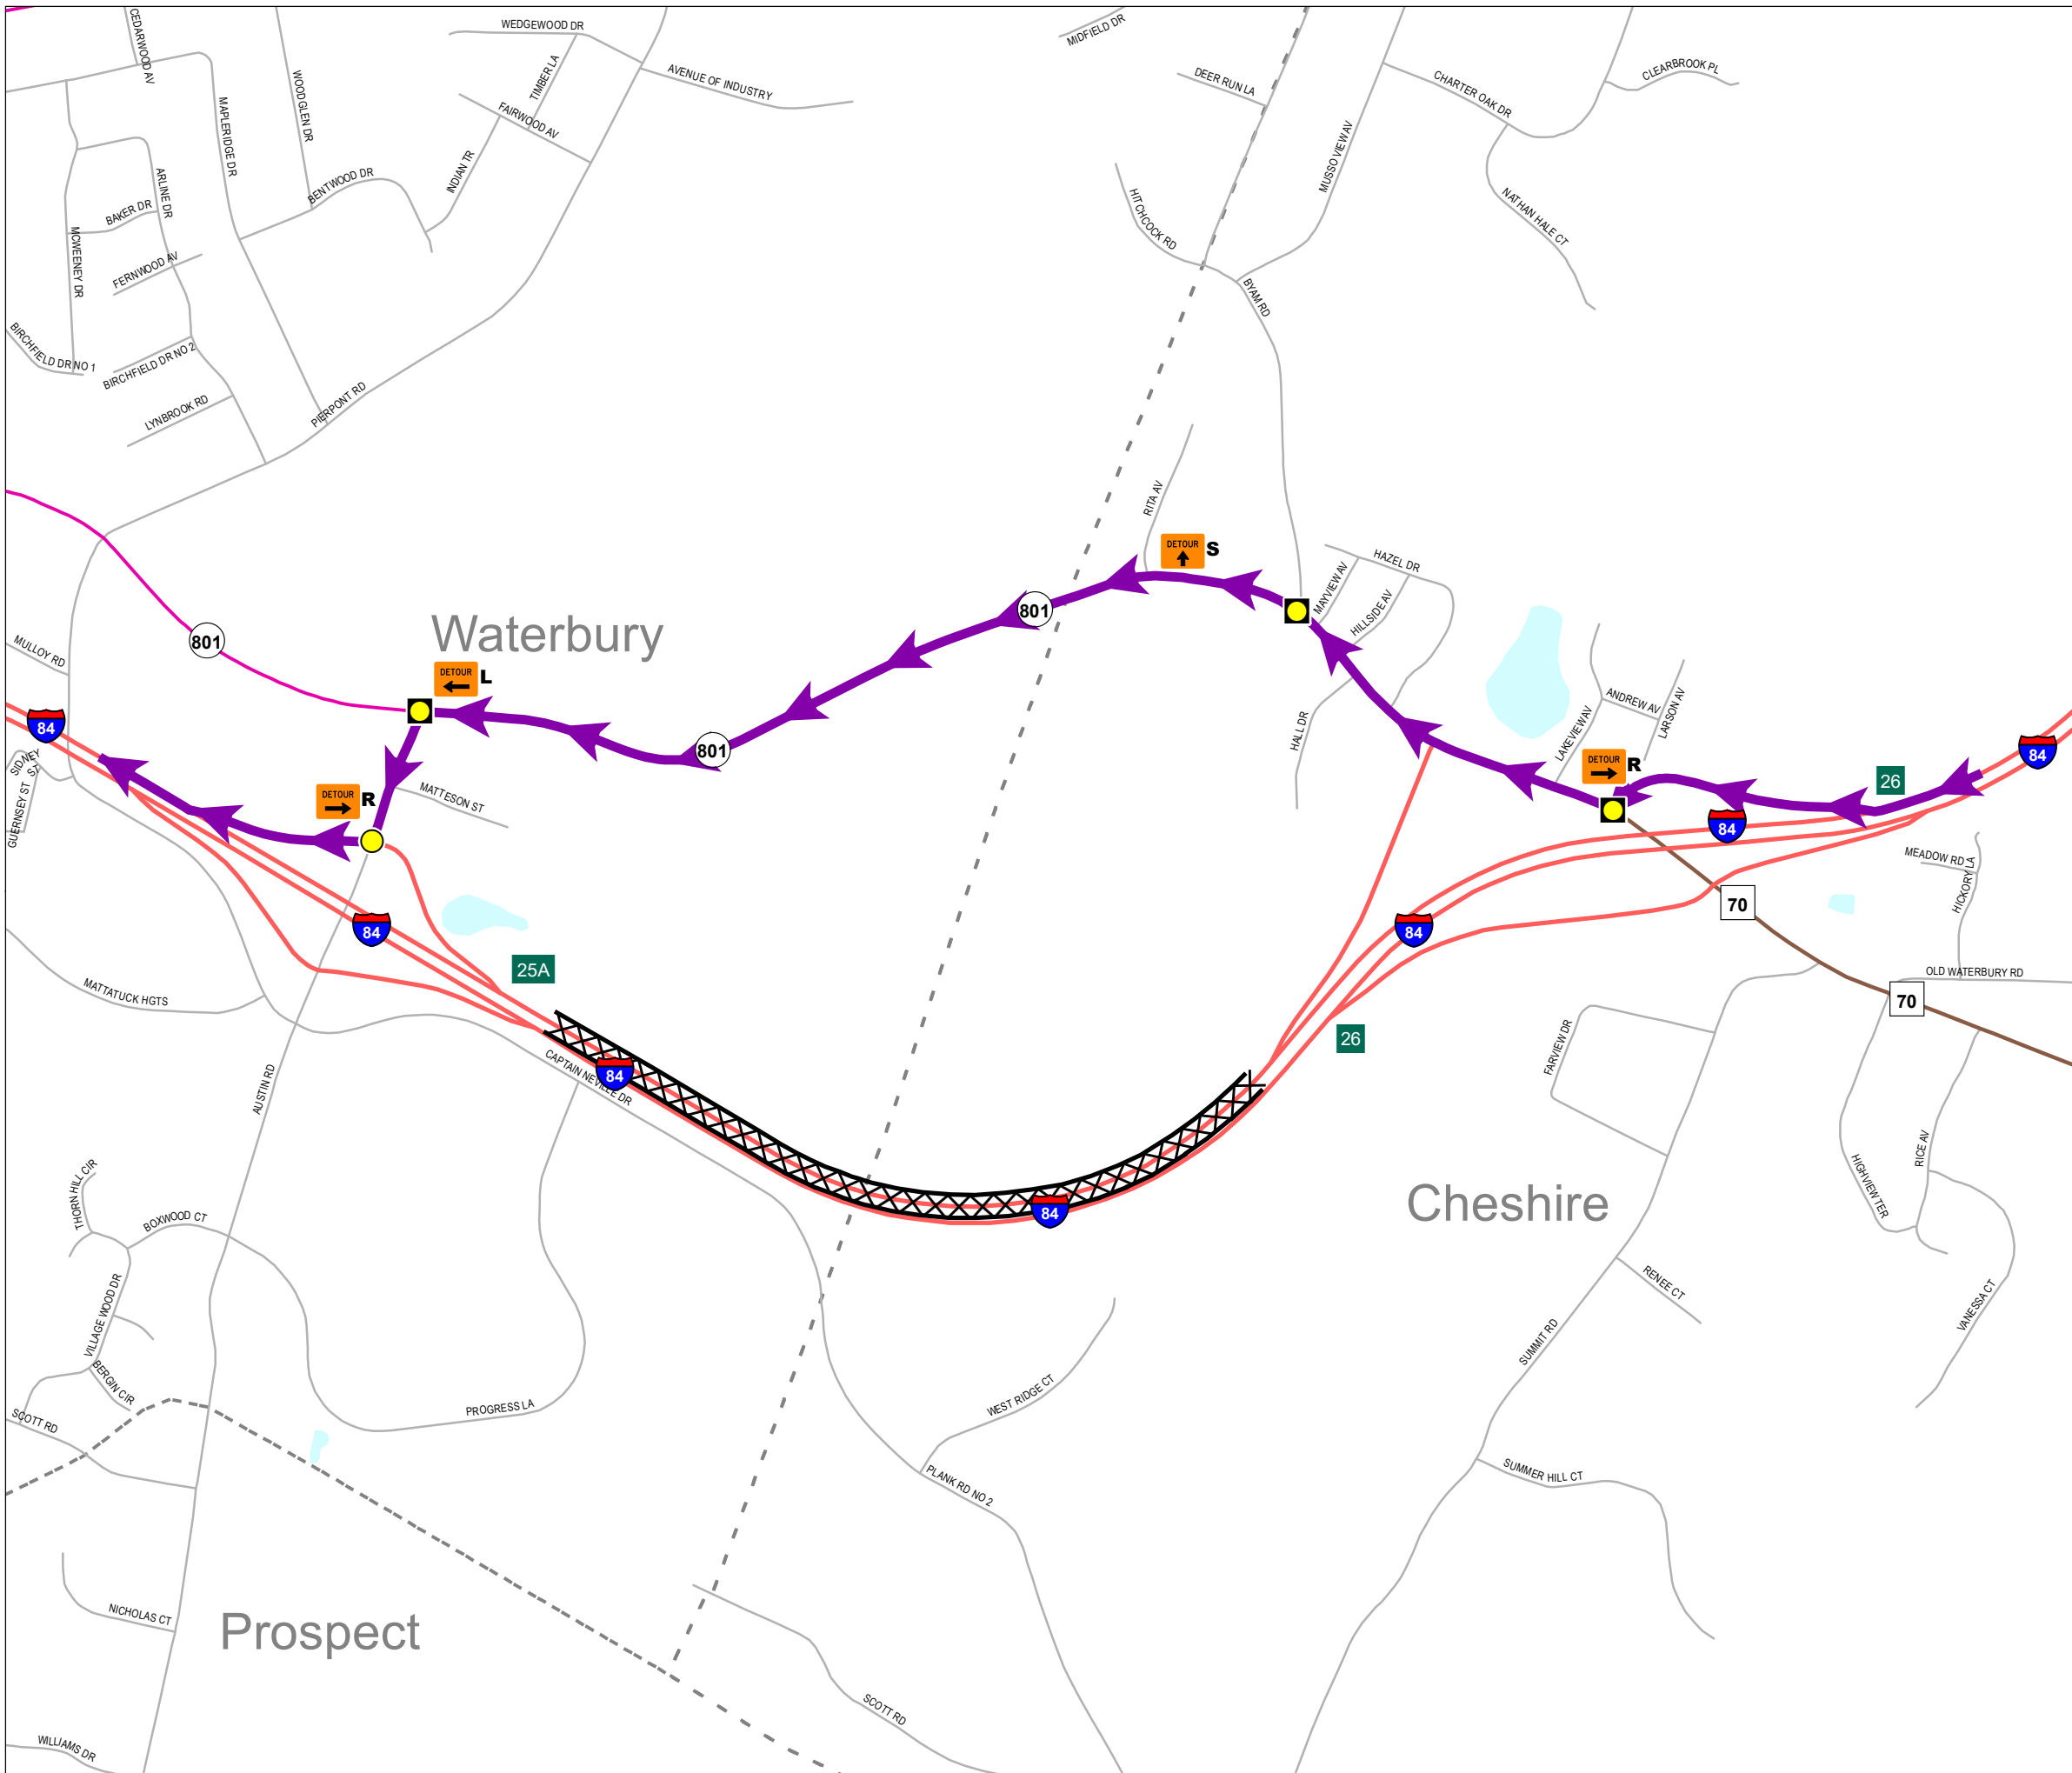 CEDARWOOD AV
WEDGEWOOD DR
MIDFIELD DR
WOODGLEN DR
TIMBER LA
AVENUE OF INDUSTRY
DEER RUN LA
CHARTER OAK DR
CLEARBROOK PL
MAPLERIDGE DR
FAIRWOOD AV
MUSSO VIEW AV
ARLINE DR
BENTWOOD DR
INDIAN TR
HITCHCOCK RD
NATHAN HALE CT
BAKER DR
MCWEENEY DR
FERNWOOD AV
BYAM RD
BIRCHFIELD DR NO 1
BIRCHFIELD DR NO 2
LYNBROOK RD
PIERPONT RD
RITA AV
DETOUR
S
HAZEL DR
MAYVIEW AV
HILLSIDE AV
801
801
Waterbury
MULLOY RD
DETOUR
L
ANDREW AV
LARSON AV
HALL DR
LAKEVIEW AV
84
801
DETOUR
R
84
SIDNEY
ST
GUERNSEY ST
DETOUR
R
MATTESON ST
26
84
MEADOW RD
HICKORY LA
70
84
84
25A
OLD WATERBURY RD
MATTATUCK HGTS
70
26
CAPTAIN NEVILLE DR
84
FARVIEW DR
AUSTIN RD
RICE AV
THORN HILL CIR
HIGHVIEW TER
Cheshire
84
BOXWOOD CT
VILLAGE WOOD DR
RENEE CT
VANESSA CT
SUMMIT RD
BERGIN CIR
WEST RIDGE CT
PROGRESS LA
SCOTT RD
SUMMER HILL CT
PLANK RD NO 2
NICHOLAS CT
Prospect
SCOTT RD
WILLIAMS DR